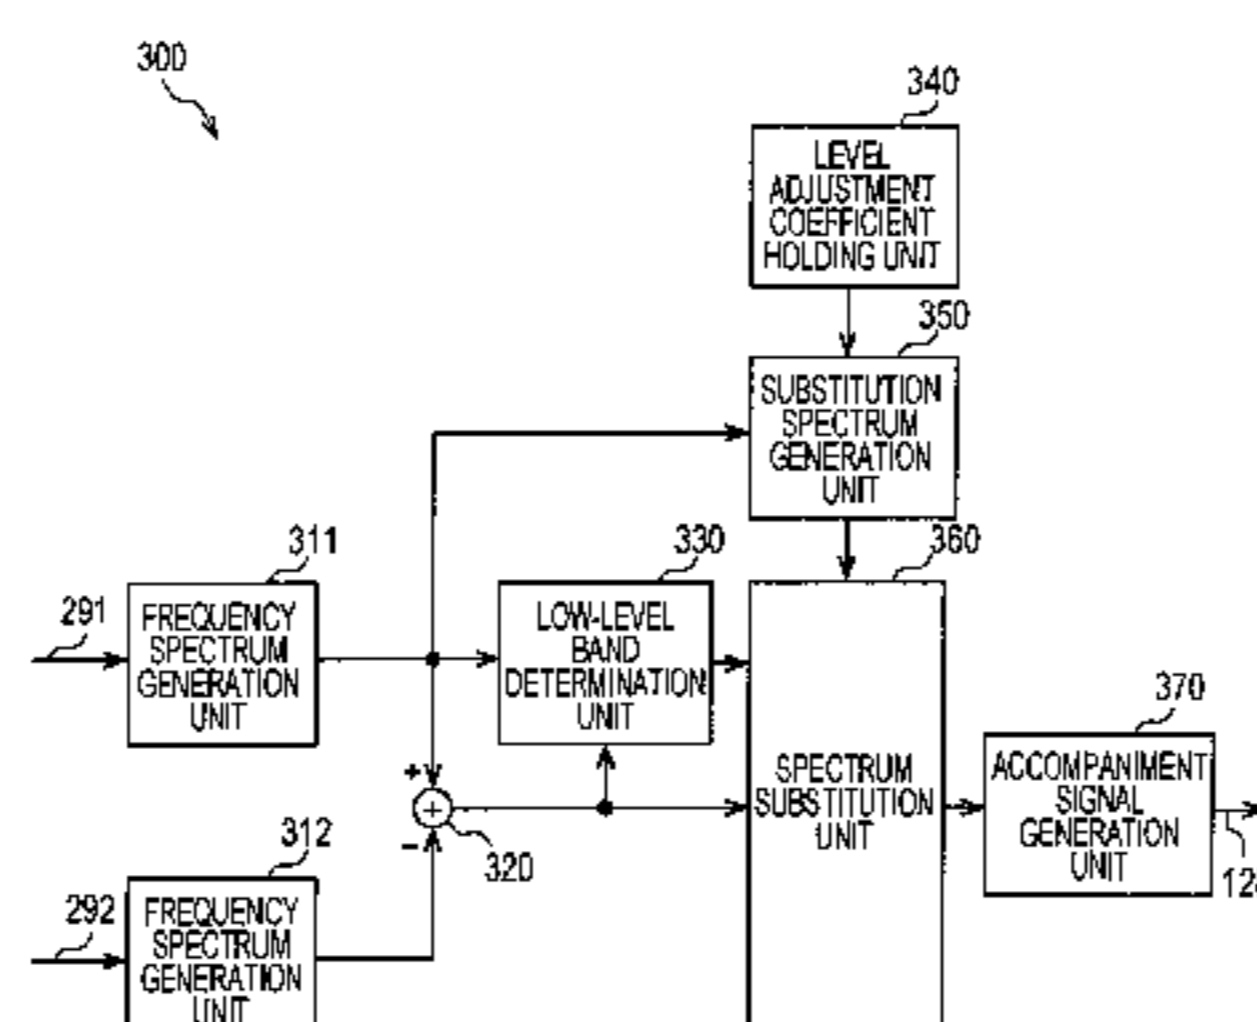 300
340
LEVEL
ADJUSTMENT
COEFFICIENT
HOLDING UNIT
350
SUBSTITUTION
SPECTRUM
GENERATION
UNIT
311
330
360
291
FREQUENCY
SPECTRUM
GENERATION
UNIT
LOW-LEVEL
BAND
DETERMINATION
UNIT
370
+
+
−
320
SPECTRUM
SUBSTITUTION
UNIT
ACCOMPANIMENT
SIGNAL
GENERATION
UNIT
312
292
FREQUENCY
SPECTRUM
GENERATION
UNIT